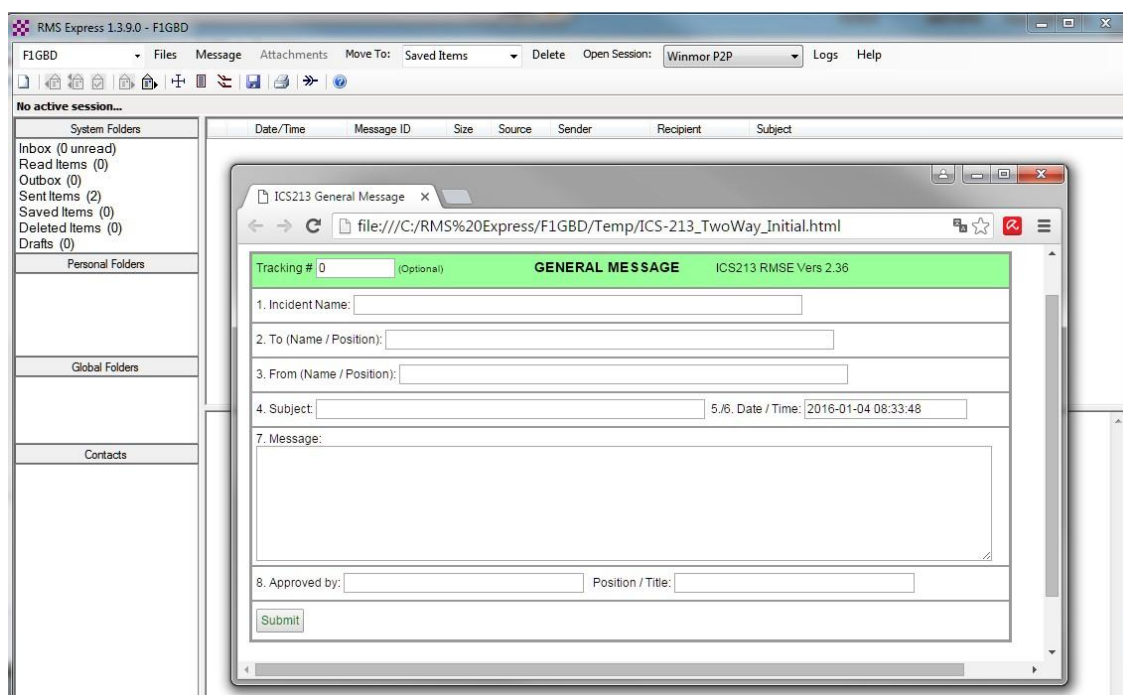 RMS Express 1.3.9.0 - F1GBD
F1GBD Files Message Attachments Move To: Saved Items Delete Open Session: Winmor P2P Logs Help
No active session...
System Folders
Date/Time Message ID Size Source Sender Recipient Subject
Inbox (0 unread)
Read Items (0)
Outbox (0)
Sent Items (2)
Saved Items (0)
Deleted Items (0)
Drafts (0)
Personal Folders
Global Folders
Contacts
ICS213 General Message
file:///C:/RMS%20Express/F1GBD/Temp/ICS-213_TwoWay_Initial.html
Tracking # 0 (Optional) GENERAL MESSAGE ICS213 RMSE Vers 2.36
1. Incident Name:
2. To (Name / Position):
3. From (Name / Position):
4. Subject: 5./6. Date / Time: 2016-01-04 08:33:48
7. Message:
8. Approved by: Position / Title:
Submit